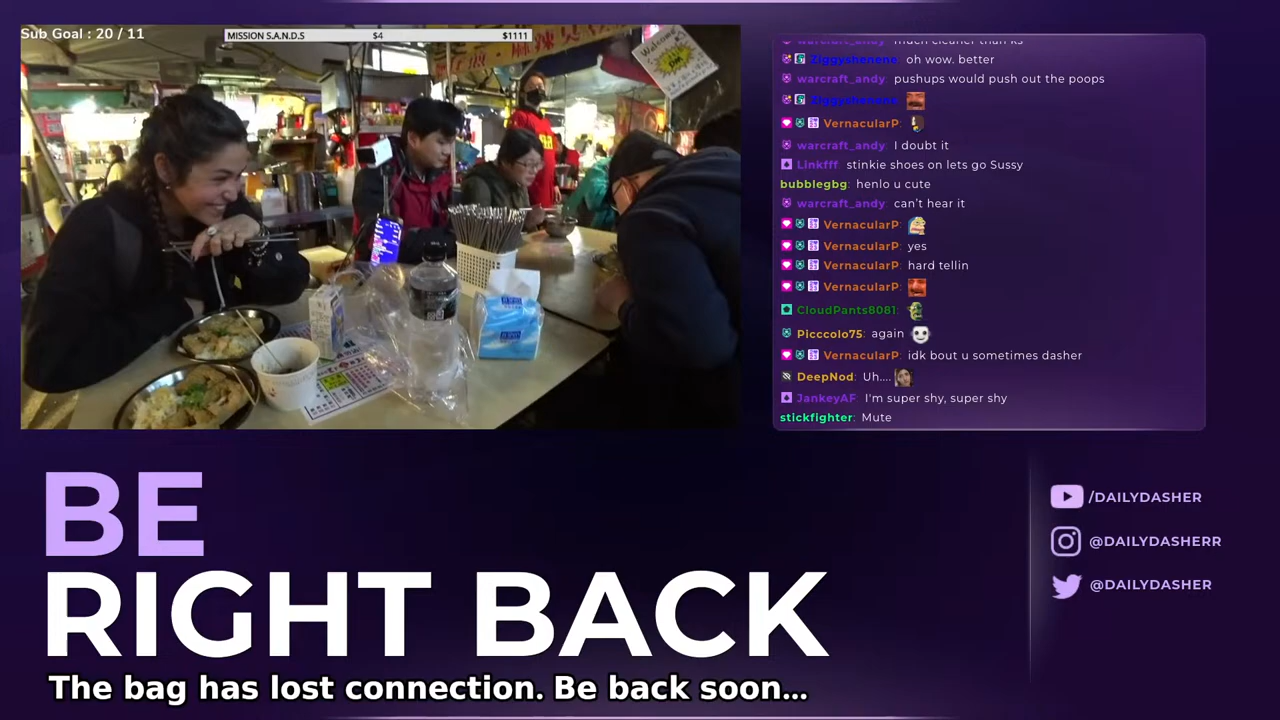 Sub Goal : 20 / 11
MISSION S.A.N.D.S $4 $1111
Ziggyshenene: oh wow. better
warcraft_andy: pushups would push out the poops
Ziggyshenene:
VernacularP:
warcraft_andy: I doubt it
Linkfff: stinkie shoes on lets go Sussy
bubblegbg: henlo u cute
warcraft_andy: can't hear it
VernacularP:
VernacularP: yes
VernacularP: hard tellin
VernacularP:
CloudPants8081:
Picccolo75: again
VernacularP: idk bout u sometimes dasher
DeepNod: Uh....
JankeyAF: I'm super shy, super shy
stickfighter: Mute
BE
RIGHT BACK
The bag has lost connection. Be back soon...
/DAILYDASHER
@DAILYDASHERR
@DAILYDASHER